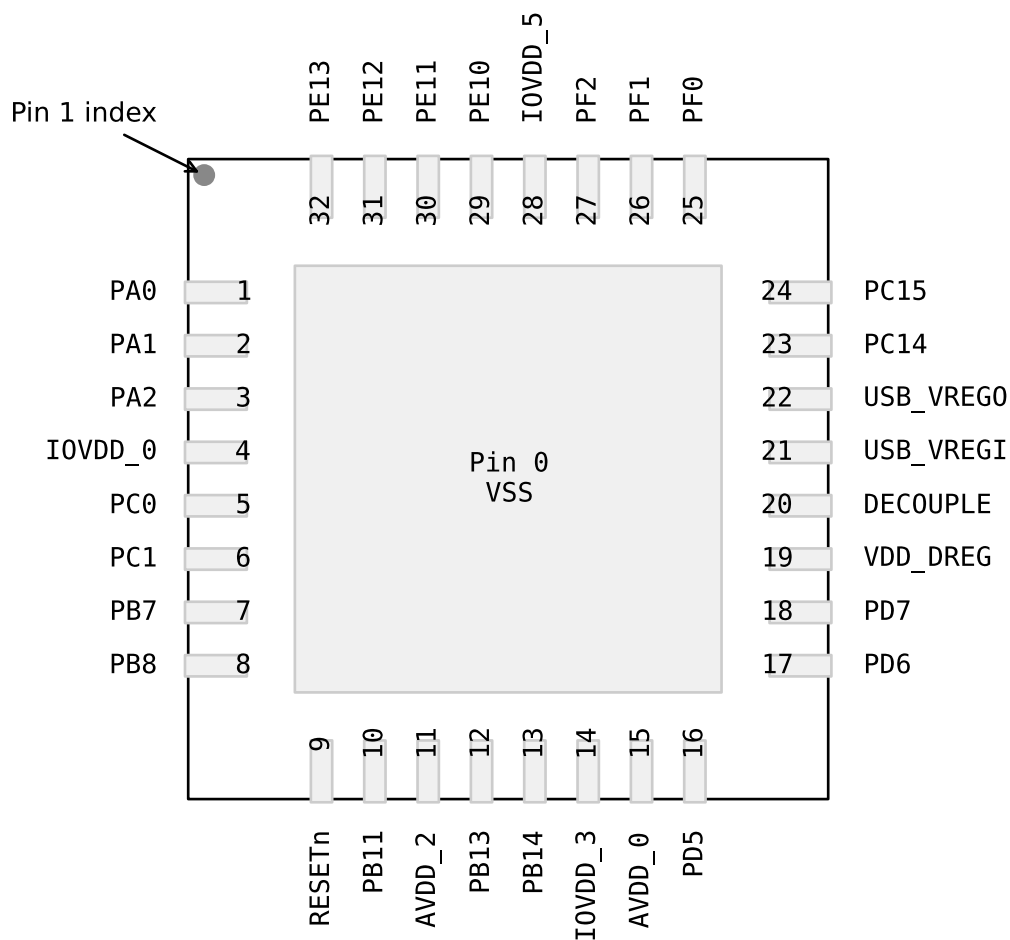 PE13 PE12 PE11 PE10 IOVDD_5 PF2 PF1 PF0
Pin 1 index
32 31 30 29 28 27 26 25
PA0 1 24 PC15
PA1 2 23 PC14
PA2 3 22 USB_VREGO
IOVDD_0 4 21 USB_VREGI
Pin 0
VSS
PC0 5 20 DECOUPLE
PC1 6 19 VDD_DREG
PB7 7 18 PD7
PB8 8 17 PD6
9 10 11 12 13 14 15 16
RESETn PB11 AVDD_2 PB13 PB14 IOVDD_3 AVDD_0 PD5